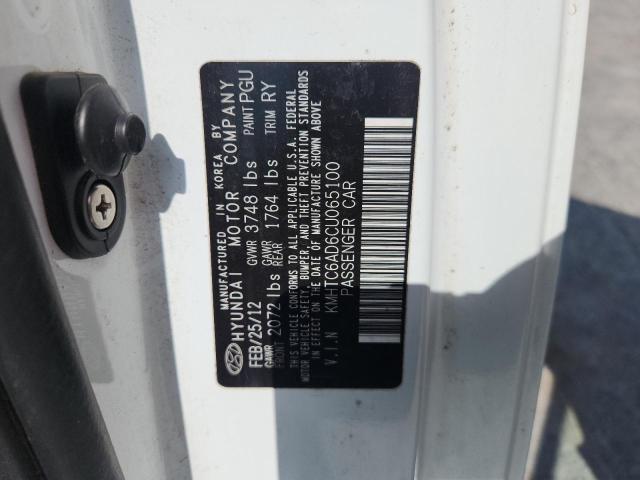 MANUFACTURED IN KOREA BY
HYUNDAI MOTOR COMPANY
FEB/25/12 GVWR 3748 lbs PAINT PGU
GAWR FRONT 2072 lbs GAWR REAR 1764 lbs TRIM RY
THIS VEHICLE CONFORMS TO ALL APPLICABLE U.S.A. FEDERAL
MOTOR VEHICLE SAFETY, BUMPER, AND THEFT PREVENTION STANDARDS
IN EFFECT ON THE DATE OF MANUFACTURE SHOWN ABOVE
V.I.N KMHTC6AD6CU065100
PASSENGER CAR